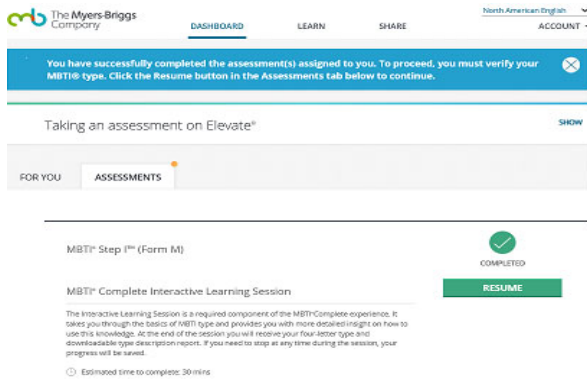 The Myers-Briggs Company
DASHBOARD LEARN SHARE
North American English
ACCOUNT
You have successfully completed the assessment(s) assigned to you. To proceed, you must verify your
MBTI® type. Click the Resume button in the Assessments tab below to continue.
Taking an assessment on Elevate®
SHOW
FOR YOU ASSESSMENTS
MBTI® Step I™ (Form M)
COMPLETED
MBTI® Complete Interactive Learning Session
RESUME
The Interactive Learning Session is a required component of the MBTI®Complete experience. It
takes you through the basics of MBTI type and provides you with more detailed insight on how to
use this knowledge. At the end of the session you will receive your four-letter type and
downloadable type description report. If you need to stop at any time during the session, your
progress will be saved.
Estimated time to complete: 30 mins